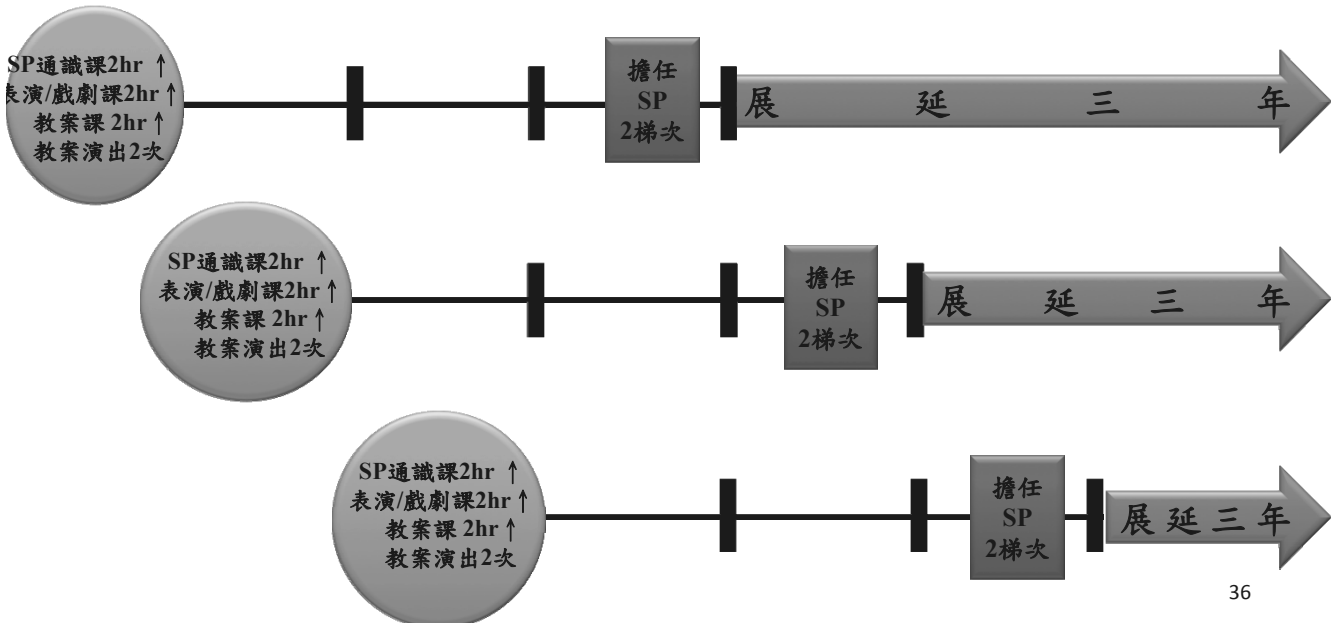 SP通識課2hr ↑
表演/戲劇課2hr ↑
教案課 2hr ↑
教案演出2次
擔任
SP
2梯次
展 延 三 年
SP通識課2hr ↑
表演/戲劇課2hr ↑
教案課 2hr ↑
教案演出2次
擔任
SP
2梯次
展 延 三 年
SP通識課2hr ↑
表演/戲劇課2hr ↑
教案課 2hr ↑
教案演出2次
擔任
SP
2梯次
展延三年
36